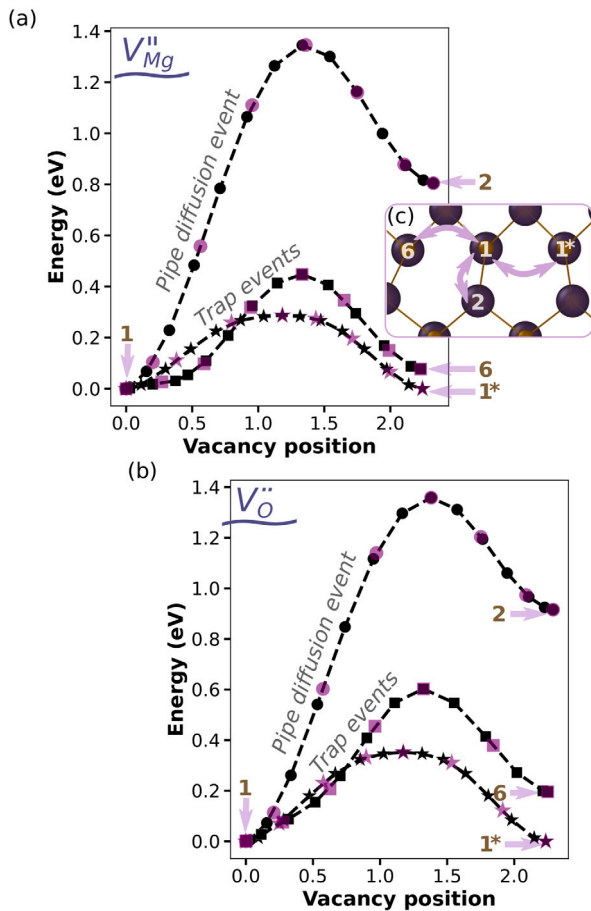 (a)
V''Mg
Pipe diffusion event
Trap events
1
2
6
1*
Energy (eV)
1.4
1.2
1.0
0.8
0.6
0.4
0.2
0.0
0.0 0.5 1.0 1.5 2.0
Vacancy position
(c)
6 1 1*
2
(b)
V¨O
Pipe diffusion event
Trap events
1
2
6
1*
Energy (eV)
1.4
1.2
1.0
0.8
0.6
0.4
0.2
0.0
0.0 0.5 1.0 1.5 2.0
Vacancy position